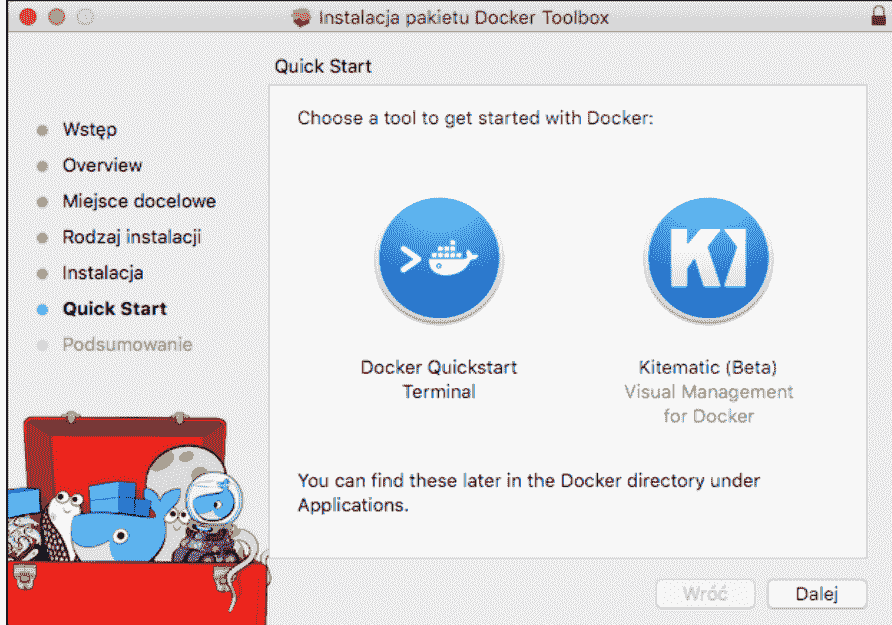 Instalacja pakietu Docker Toolbox
Quick Start
Wstęp
Overview
Miejsce docelowe
Rodzaj instalacji
Instalacja
Quick Start
Podsumowanie
Choose a tool to get started with Docker:
KI
Docker Quickstart
Terminal
Kitematic (Beta)
Visual Management
for Docker
You can find these later in the Docker directory under
Applications.
Wróć
Dalej